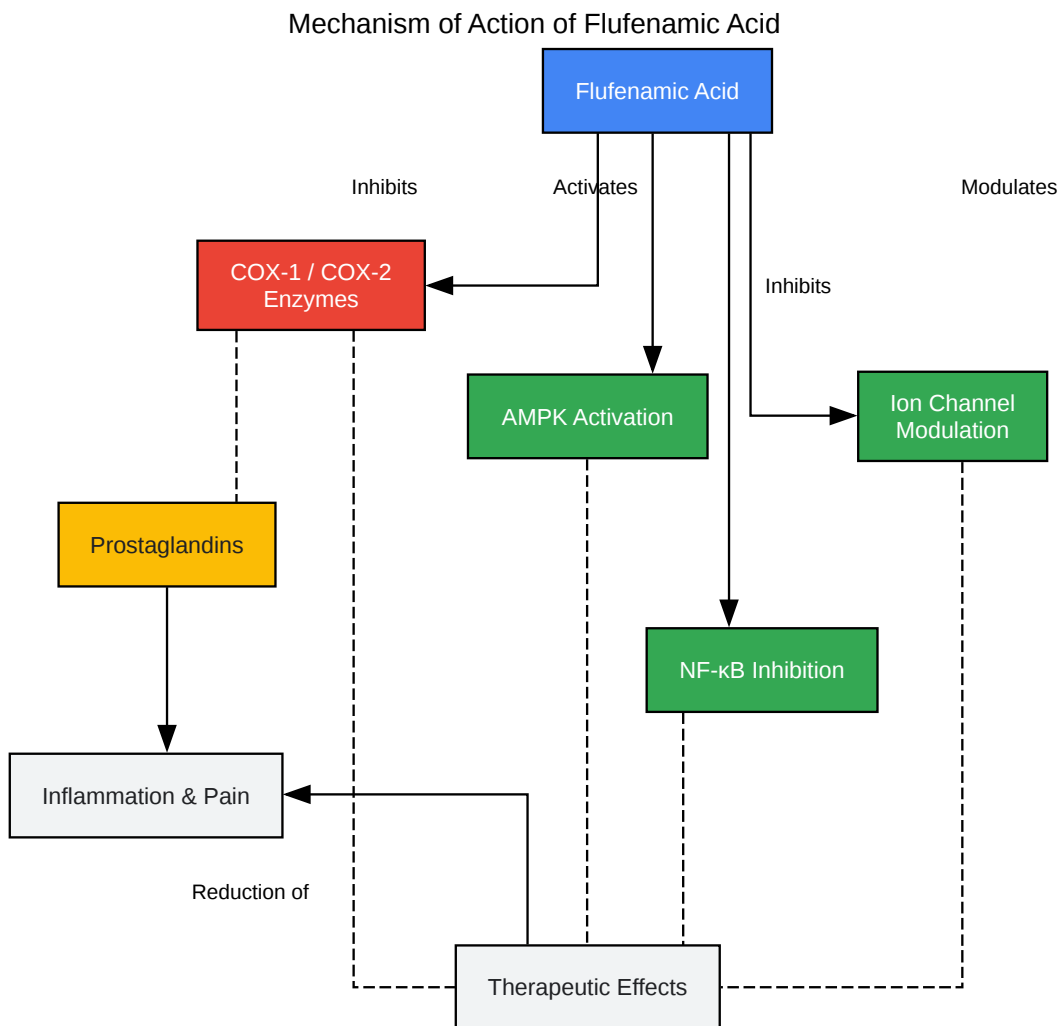 Mechanism of Action of Flufenamic Acid
Flufenamic Acid
Inhibits
Activates
Modulates
COX-1 / COX-2
Enzymes
Inhibits
AMPK Activation
Ion Channel
Modulation
Prostaglandins
NF-κB Inhibition
Inflammation & Pain
Reduction of
Therapeutic Effects